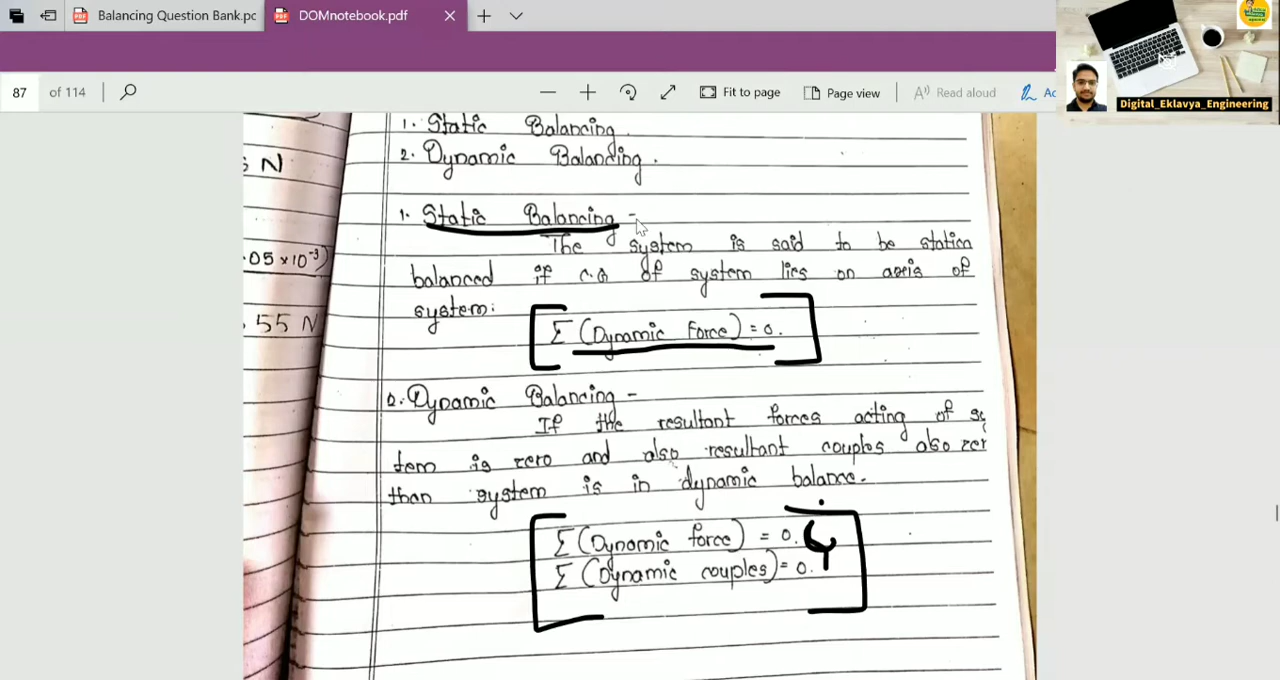 Balancing Question Bank.pc
DOMnotebook.pdf
87 of 114
Fit to page
Page view
Read aloud
Ac
Digital_Eklavya_Engineering
1. Static Balancing.
2. Dynamic Balancing.
N
1. Static Balancing -
The system is said to be station
.05 × 10⁻³)
balanced if C.G of system lies on axis of
system:
. 55 N
Σ (Dynamic Force) = 0.
2. Dynamic Balancing -
If the resultant forces acting of sy
tem is zero and also resultant couples also zer
than system is in dynamic balance.
Σ (Dynamic force) = 0.
Σ (Dynamic couples) = 0.